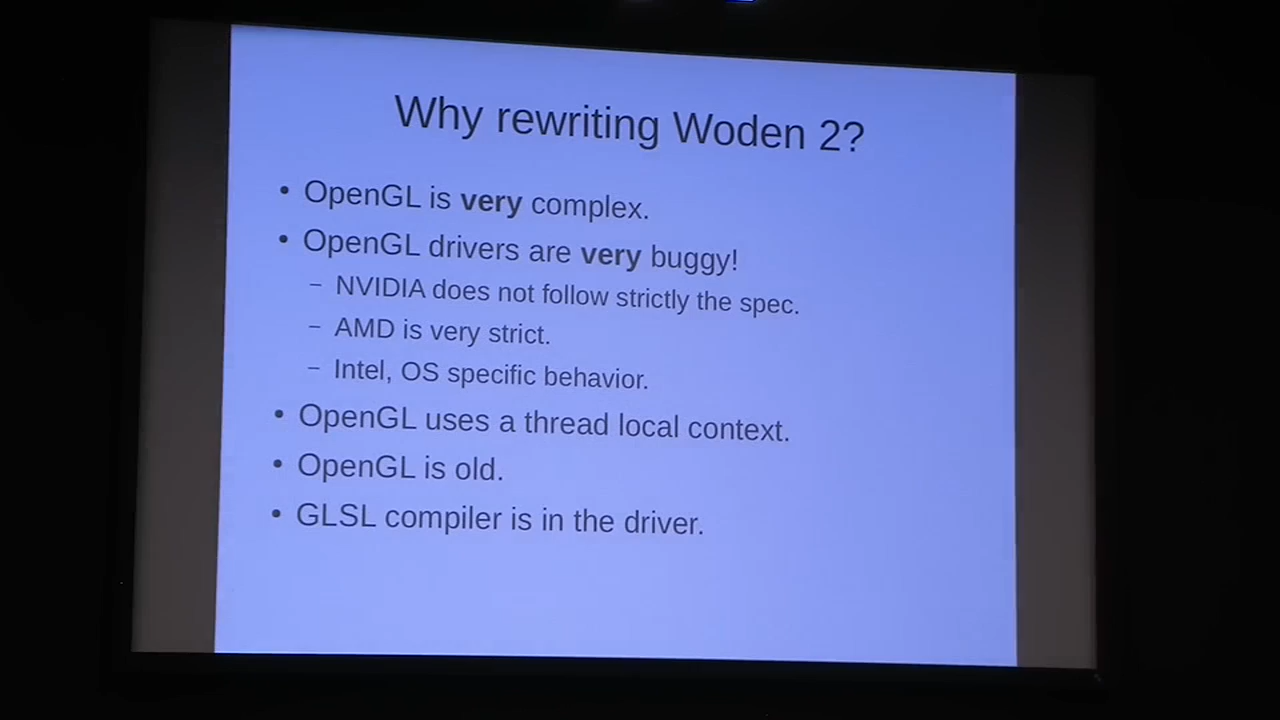 Why rewriting Woden 2?
• OpenGL is very complex.
• OpenGL drivers are very buggy!
– NVIDIA does not follow strictly the spec.
– AMD is very strict.
– Intel, OS specific behavior.
• OpenGL uses a thread local context.
• OpenGL is old.
• GLSL compiler is in the driver.